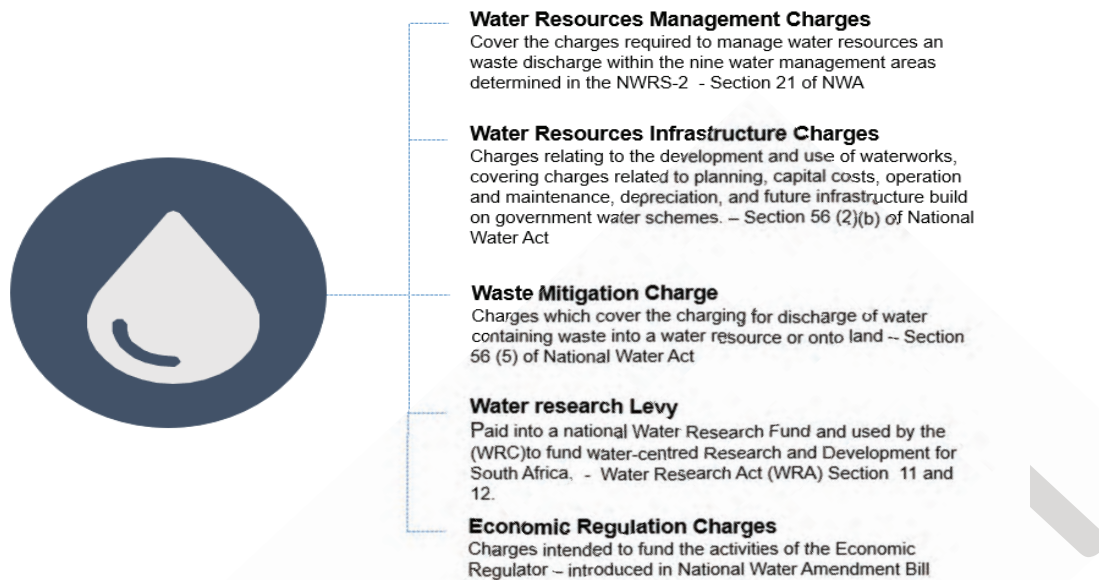 Water Resources Management Charges
Cover the charges required to manage water resources an
waste discharge within the nine water management areas
determined in the NWRS-2 - Section 21 of NWA
Water Resources Infrastructure Charges
Charges relating to the development and use of waterworks,
covering charges related to planning, capital costs, operation
and maintenance, depreciation, and future infrastructure build
on government water schemes. – Section 56 (2)(b) of National
Water Act
Waste Mitigation Charge
Charges which cover the charging for discharge of water
containing waste into a water resource or onto land – Section
56 (5) of National Water Act
Water research Levy
Paid into a national Water Research Fund and used by the
(WRC)to fund water-centred Research and Development for
South Africa. - Water Research Act (WRA) Section 11 and
12.
Economic Regulation Charges
Charges intended to fund the activities of the Economic
Regulator – introduced in National Water Amendment Bill